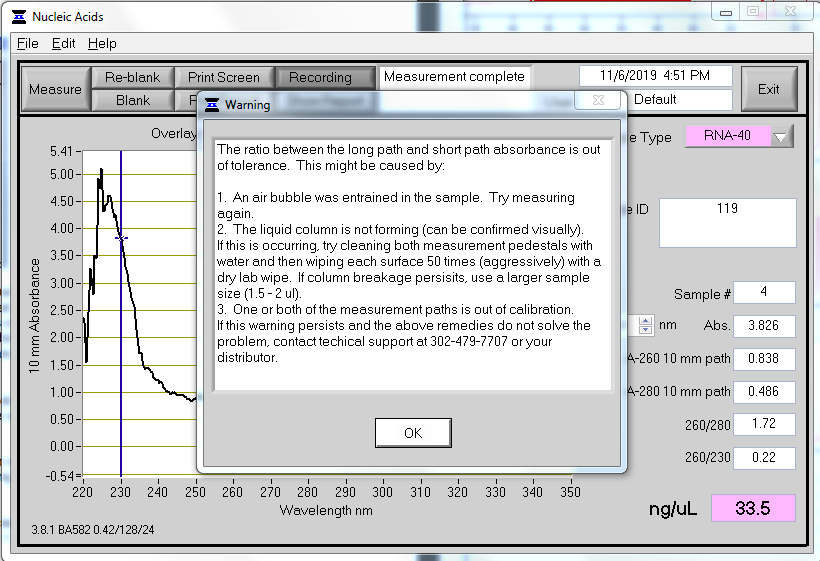 Nucleic Acids
File Edit Help
Measure
Re-blank
Print Screen
Recording
Measurement complete
11/6/2019 4:51 PM
Exit
Blank
Default
Warning
Overlay
e Type
RNA-40
The ratio between the long path and short path absorbance is out
of tolerance. This might be caused by:
1. An air bubble was entrained in the sample. Try measuring
again.
2. The liquid column is not forming (can be confirmed visually).
If this is occurring, try cleaning both measurement pedestals with
water and then wiping each surface 50 times (aggressively) with a
dry lab wipe. If column breakage persisits, use a larger sample
size (1.5 - 2 ul).
3. One or both of the measurement paths is out of calibration.
If this warning persists and the above remedies do not solve the
problem, contact techical support at 302-479-7707 or your
distributor.
OK
e ID
119
Sample # 4
nm Abs. 3.826
A-260 10 mm path 0.838
A-280 10 mm path 0.486
260/280 1.72
260/230 0.22
ng/uL 33.5
10 mm Absorbance
5.41
5.00
4.50
4.00
3.50
3.00
2.50
2.00
1.50
1.00
0.50
0.00
-0.54
220 230 240 250 260 270 280 290 300 310 320 330 340 350
Wavelength nm
3.8.1 BA582 0.42/128/24